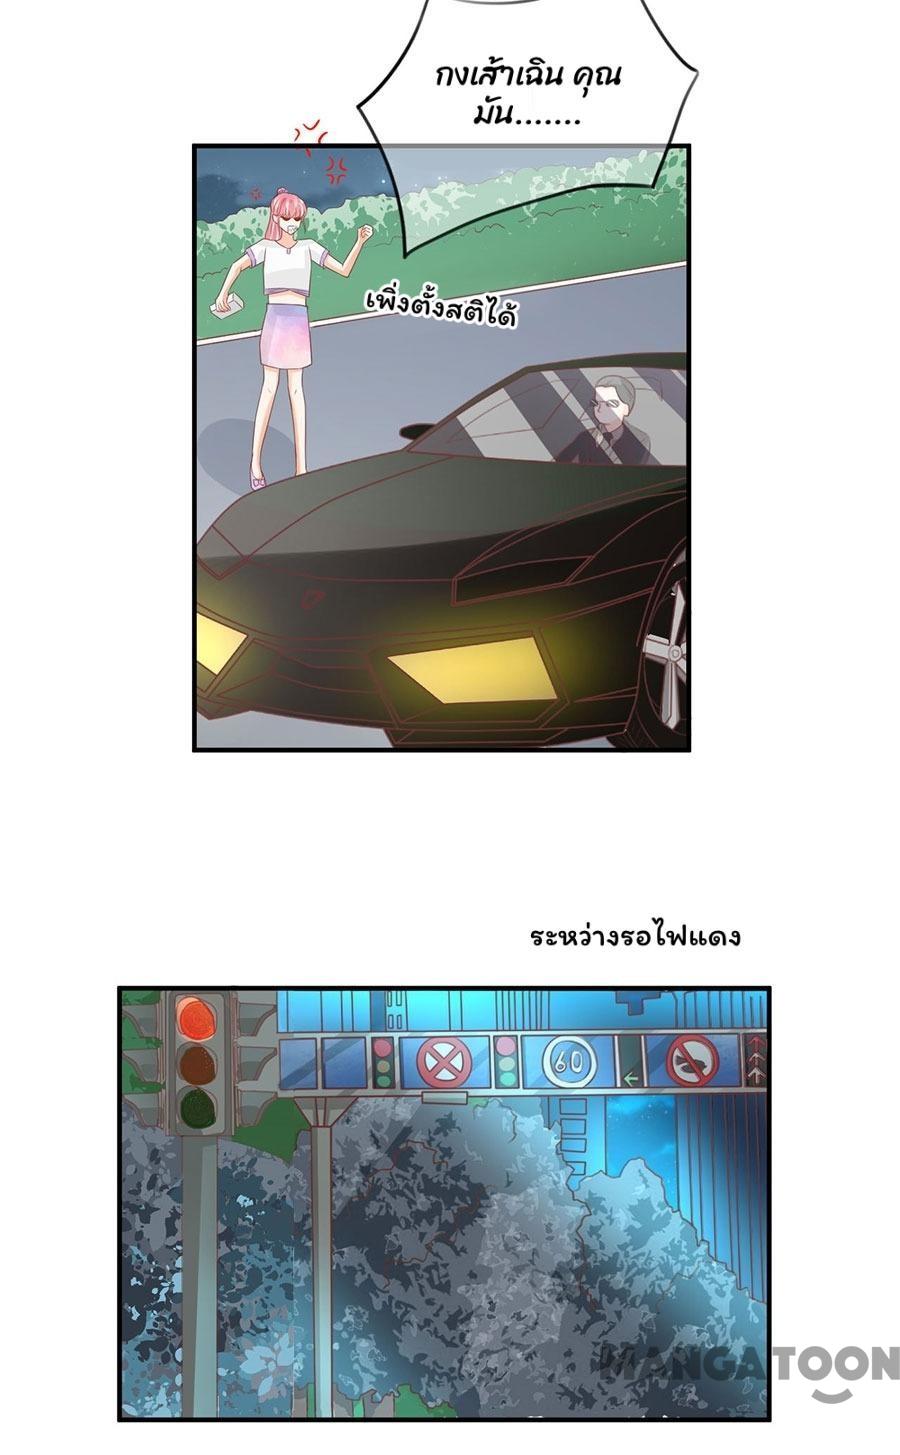 กงเส้าเฉิน คุณ
มัน.......
เพิ่งตั้งสติได้
ระหว่างรอไฟแดง
60
MANGATOON